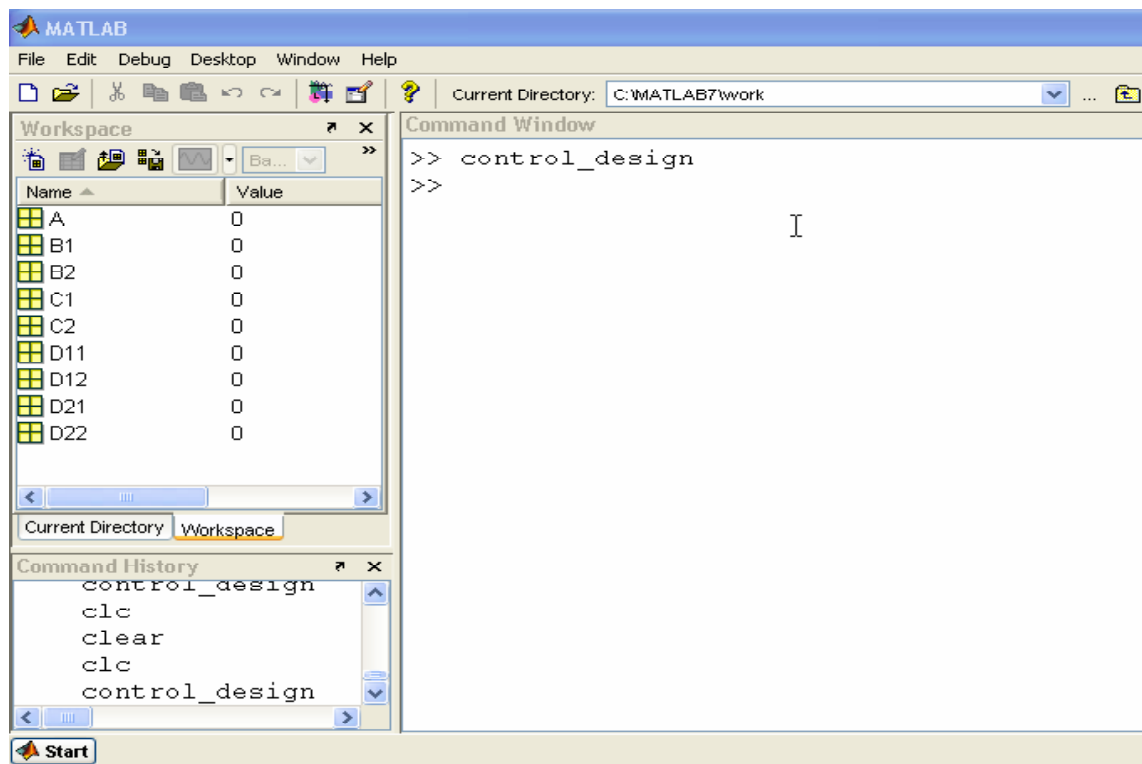 MATLAB
File Edit Debug Desktop Window Help
Current Directory: C:\MATLAB7\work ...
Workspace
Ba...
Name Value
A 0
B1 0
B2 0
C1 0
C2 0
D11 0
D12 0
D21 0
D22 0
Current Directory Workspace
Command History
control_design
clc
clear
clc
control_design
Command Window
>> control_design
>>
Start